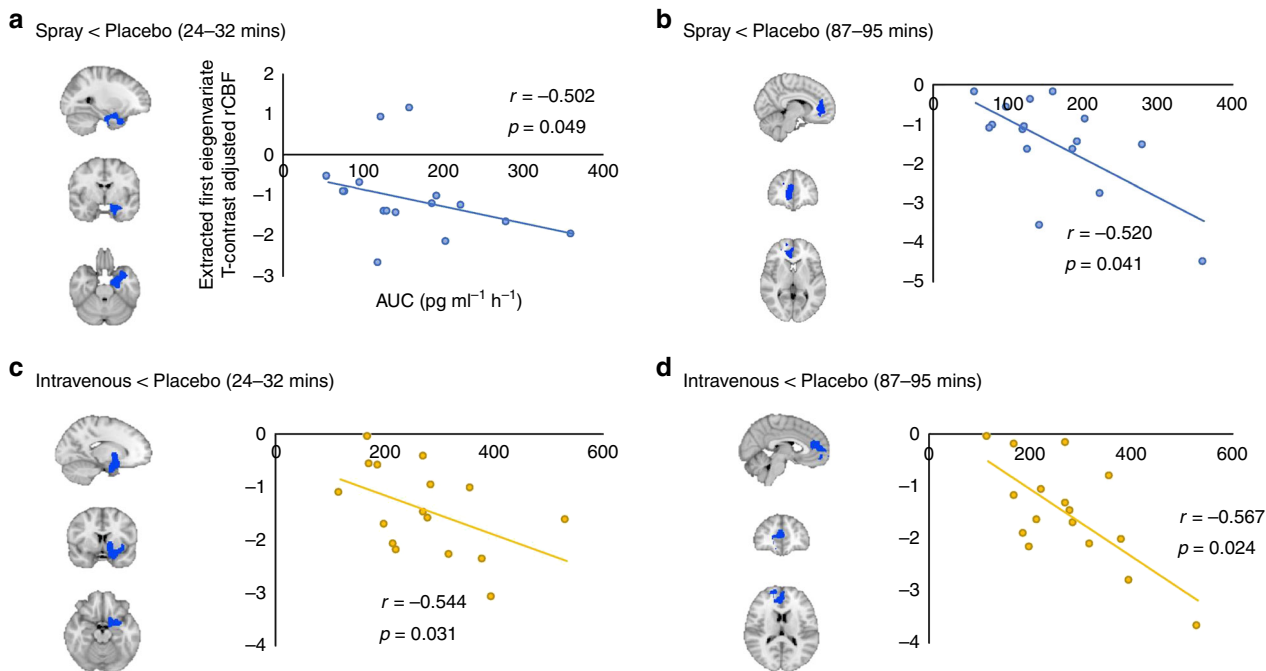 a Spray < Placebo (24–32 mins)
Extracted first eiegenvariate
T-contrast adjusted rCBF
2
1
0
–1
–2
–3
0 100 200 300 400
r = –0.502
p = 0.049
AUC (pg ml⁻¹ h⁻¹)
b Spray < Placebo (87–95 mins)
0
–1
–2
–3
–4
–5
0 100 200 300 400
r = –0.520
p = 0.041
c Intravenous < Placebo (24–32 mins)
0
–1
–2
–3
–4
0 200 400 600
r = –0.544
p = 0.031
d Intravenous < Placebo (87–95 mins)
0
–1
–2
–3
–4
0 200 400 600
r = –0.567
p = 0.024